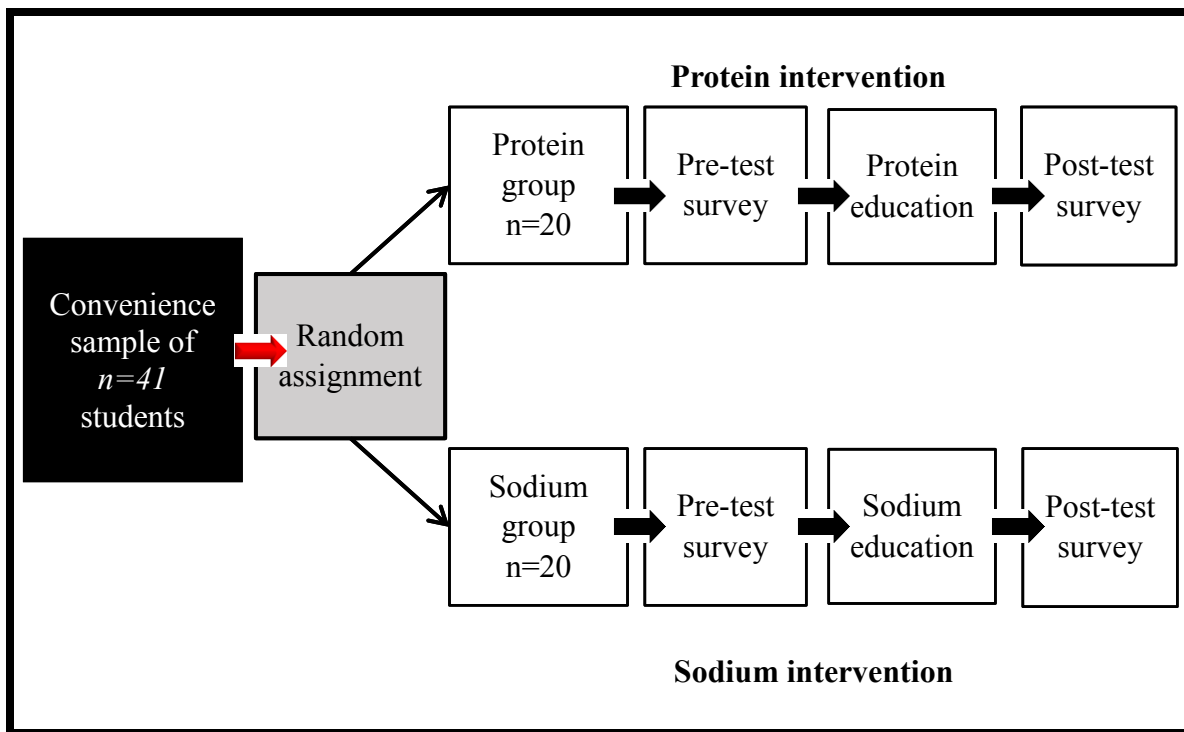 Protein intervention
Protein
group
n=20
Pre-test
survey
Protein
education
Post-test
survey
Convenience
sample of
n=41
students
Random
assignment
Sodium
group
n=20
Pre-test
survey
Sodium
education
Post-test
survey
Sodium intervention